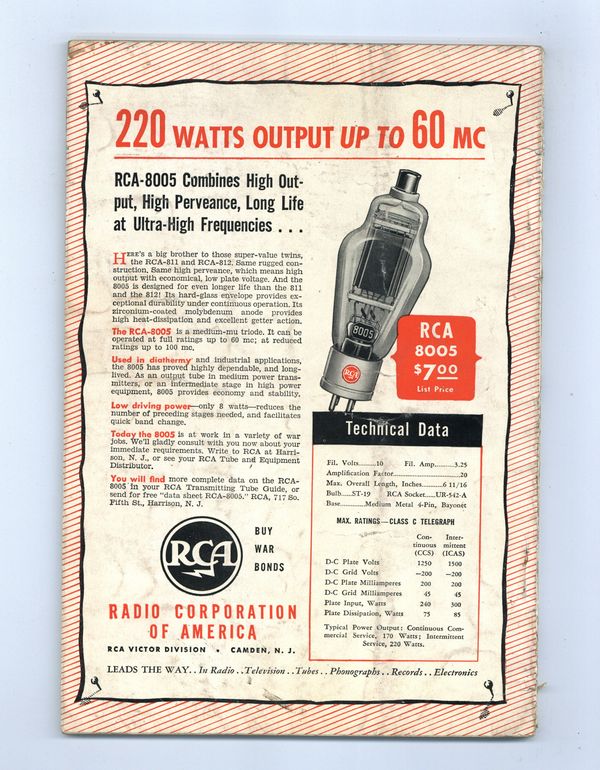 220 WATTS OUTPUT UP TO 60 MC
RCA-8005 Combines High Out-
put, High Perveance, Long Life
at Ultra-High Frequencies . . .
HERE'S a big brother to those super-value twins,
the RCA-811 and RCA-812. Same rugged con-
struction. Same high perveance, which means high
output with economical, low plate voltage. And the
8005 is designed for even longer life than the 811
and the 812! Its hard-glass envelope provides ex-
ceptional durability under continuous operation. Its
zirconium-coated molybdenum anode provides
high heat-dissipation and excellent getter action.
The RCA-8005 is a medium-mu triode. It can be
operated at full ratings up to 60 mc; at reduced
ratings up to 100 mc.
Used in diathermy and industrial applications,
the 8005 has proved highly dependable, and long-
lived. As an output tube in medium power trans-
mitters, or an intermediate stage in high power
equipment, 8005 provides economy and stability.
Low driving power—only 8 watts—reduces the
number of preceding stages needed, and facilitates
quick band change.
Today the 8005 is at work in a variety of war
jobs. We'll gladly consult with you now about your
immediate requirements. Write to RCA at Harri-
son, N. J., or see your RCA Tube and Equipment
Distributor.
You will find more complete data on the RCA-
8005 in your RCA Transmitting Tube Guide, or
send for free "data sheet RCA-8005." RCA, 717 So.
Fifth St., Harrison, N. J.
8005
RCA
RCA
8005
$7.00
List Price
Technical Data
Fil. Volts..........10 Fil. Amp..........3.25
Amplification Factor..........20
Max. Overall Length, Inches..........6 11/16
Bulb.....ST-19 RCA Socket.....UR-542-A
Base..........Medium Metal 4-Pin, Bayonet
MAX. RATINGS—CLASS C TELEGRAPH
Con- Inter-
tinuous mittent
(CCS) (ICAS)
D-C Plate Volts 1250 1500
D-C Grid Volts —200 —200
D-C Plate Milliamperes 200 200
D-C Grid Milliamperes 45 45
Plate Input, Watts 240 300
Plate Dissipation, Watts 75 85
Typical Power Output: Continuous Com-
mercial Service, 170 Watts; Intermittent
Service, 220 Watts.
RCA
BUY
WAR
BONDS
RADIO CORPORATION
OF AMERICA
RCA VICTOR DIVISION • CAMDEN, N. J.
LEADS THE WAY . . In Radio . . Television . . Tubes . . Phonographs . . Records . . Electronics